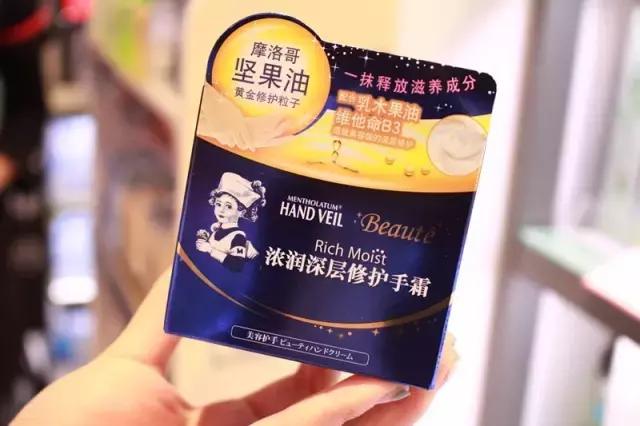 摩洛哥
坚果油
黄金修护粒子
一抹释放滋养成分
配合
乳木果油
维他命B3
MENTHOLATUM®
HAND VEIL
Beauté
Rich Moist
浓润深层修护手霜
美容护手 ビューティハンドクリーム